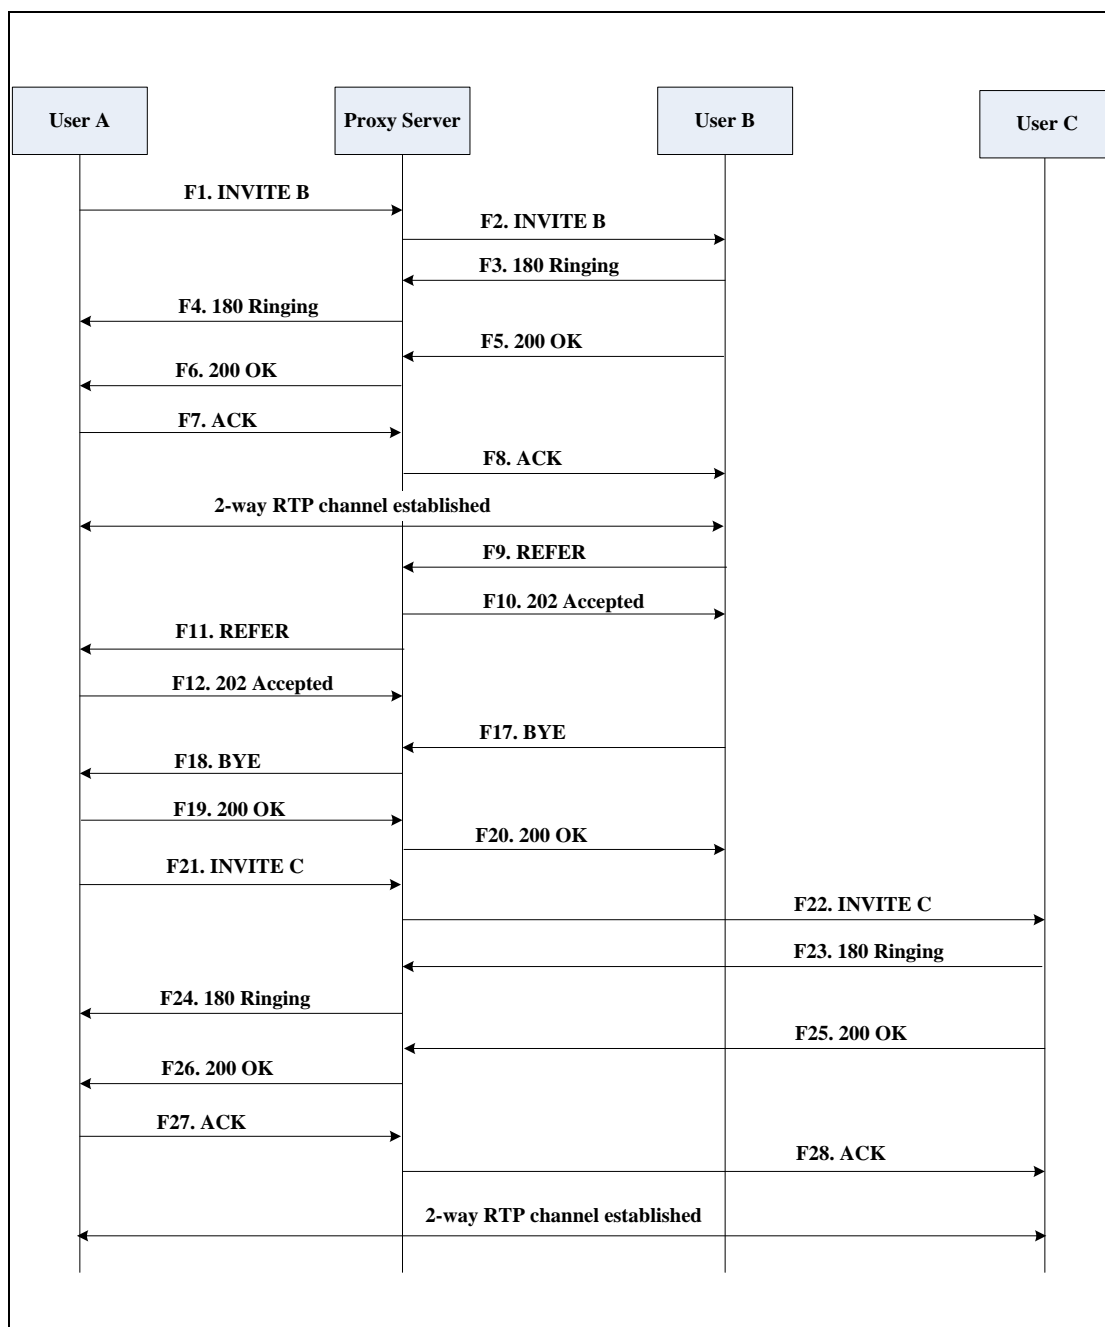 User A
Proxy Server
User B
User C
F1. INVITE B
F2. INVITE B
F3. 180 Ringing
F4. 180 Ringing
F5. 200 OK
F6. 200 OK
F7. ACK
F8. ACK
2-way RTP channel established
F9. REFER
F10. 202 Accepted
F11. REFER
F12. 202 Accepted
F17. BYE
F18. BYE
F19. 200 OK
F20. 200 OK
F21. INVITE C
F22. INVITE C
F23. 180 Ringing
F24. 180 Ringing
F25. 200 OK
F26. 200 OK
F27. ACK
F28. ACK
2-way RTP channel established